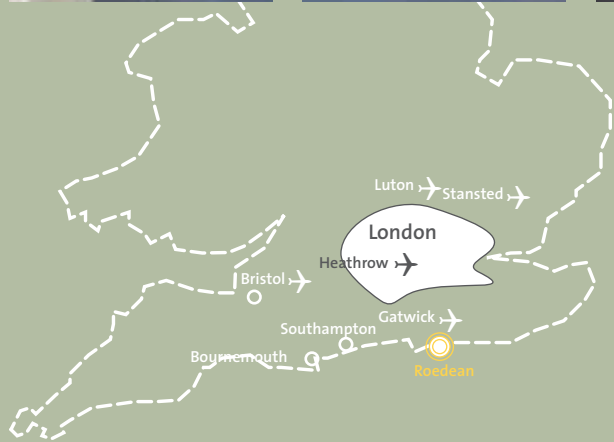 Luton
Stansted
London
Heathrow
Bristol
Gatwick
Southampton
Bournemouth
Roedean